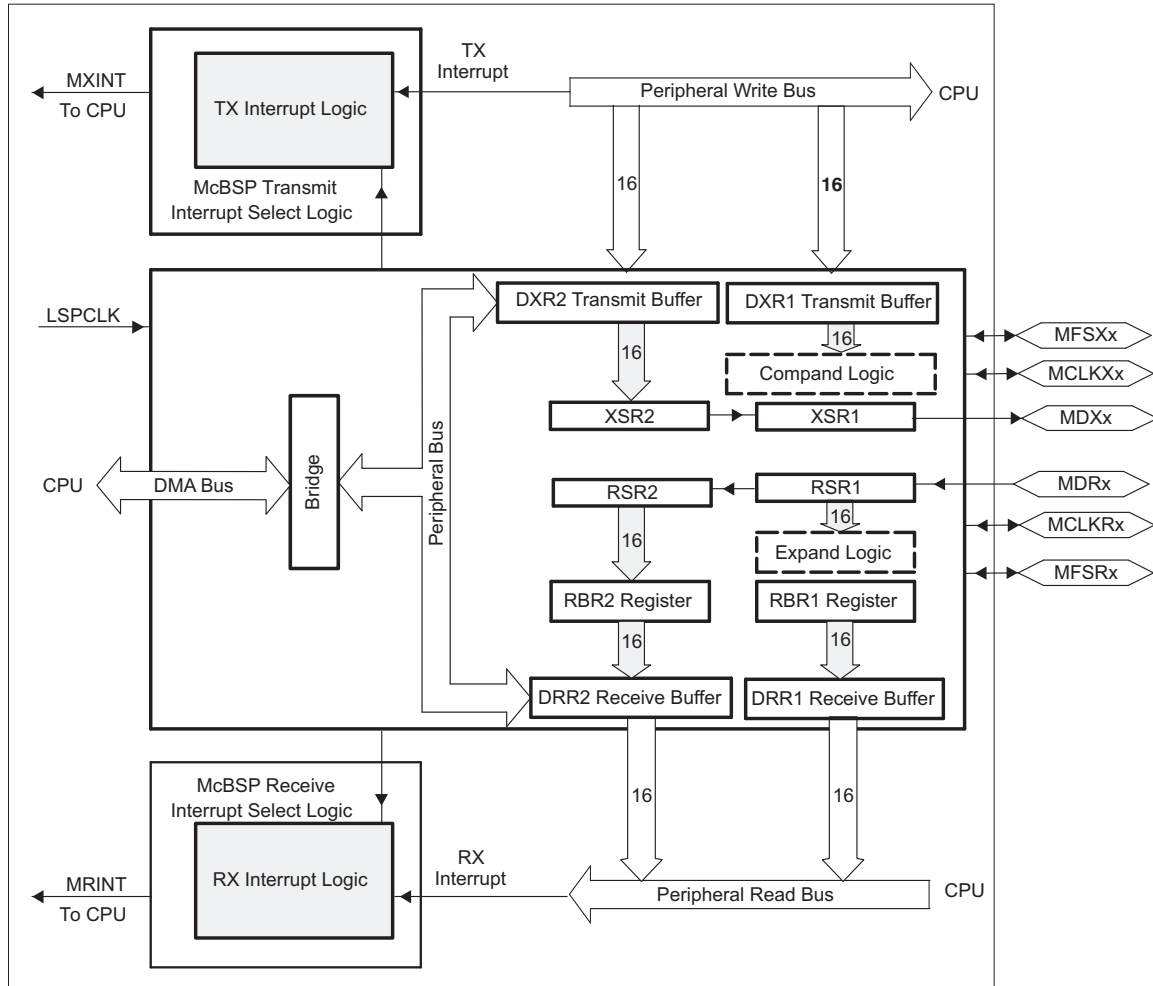 TX
Interrupt
MXINT
To CPU
TX Interrupt Logic
Peripheral Write Bus
CPU
McBSP Transmit
Interrupt Select Logic
16
16
LSPCLK
DXR2 Transmit Buffer
DXR1 Transmit Buffer
16
16
MFSXx
Compand Logic
MCLKXx
XSR2
XSR1
MDXx
CPU
DMA Bus
Bridge
Peripheral Bus
RSR2
RSR1
MDRx
16
16
MCLKRx
Expand Logic
MFSRx
RBR2 Register
RBR1 Register
16
16
DRR2 Receive Buffer
DRR1 Receive Buffer
McBSP Receive
Interrupt Select Logic
16
16
RX Interrupt Logic
RX
Interrupt
MRINT
To CPU
Peripheral Read Bus
CPU